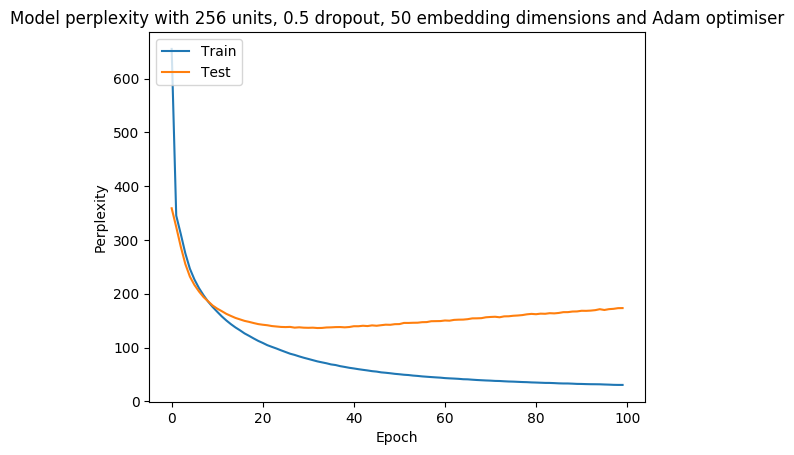 Model perplexity with 256 units, 0.5 dropout, 50 embedding dimensions and Adam optimiser
Train
Test
600
500
400
300
200
100
0
Perplexity
0 20 40 60 80 100
Epoch